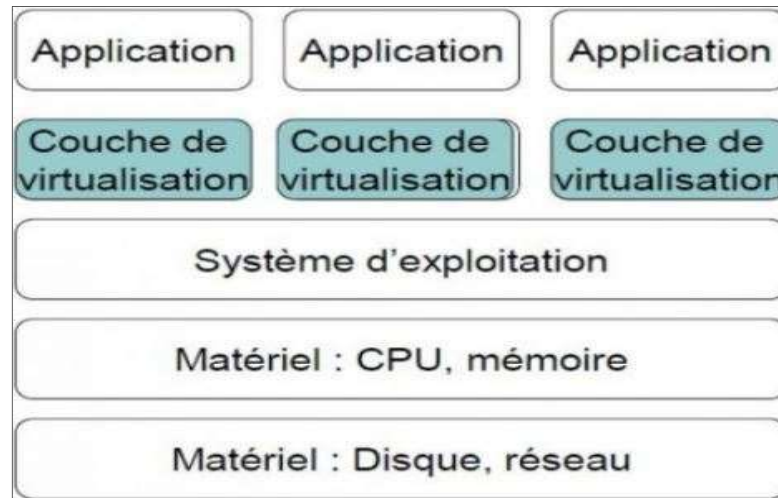 Application Application Application
Couche de Couche de Couche de
virtualisation virtualisation virtualisation
Système d'exploitation
Matériel : CPU, mémoire
Matériel : Disque, réseau